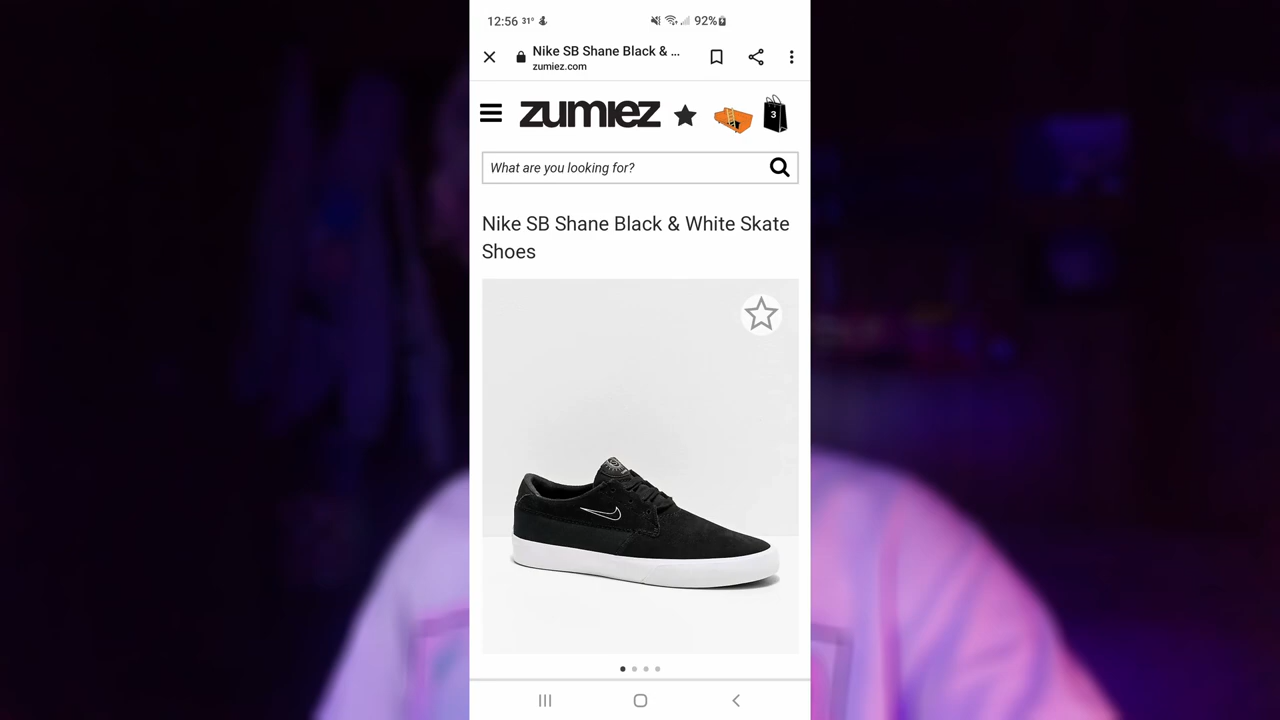 12:56 31° 92%
Nike SB Shane Black & ...
zumiez.com
zumiez
3
What are you looking for?
Nike SB Shane Black & White Skate
Shoes